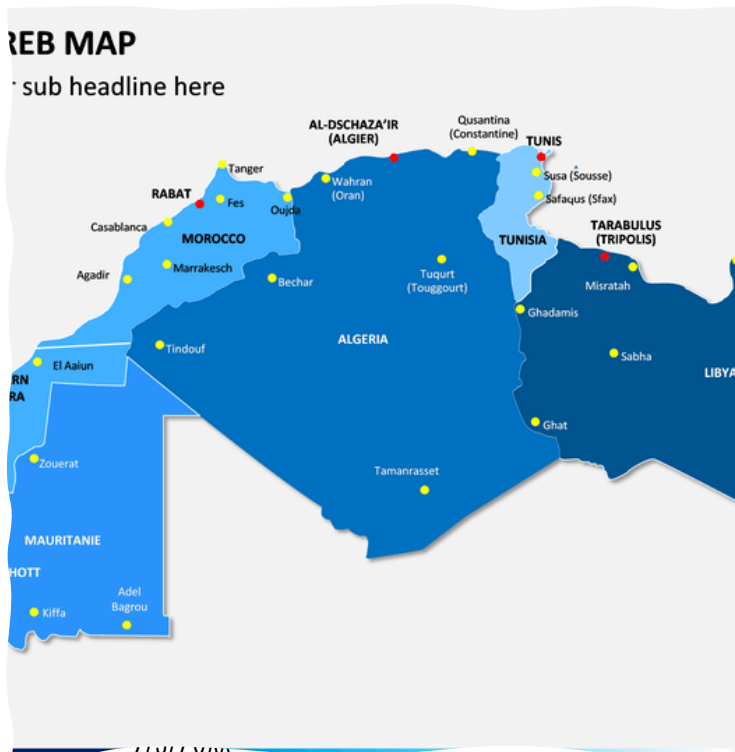 REB MAP
sub headline here
AL-DSCHAZA'IR
(ALGIER)
Qusantina
(Constantine)
TUNIS
Tanger
Wahran
(Oran)
Susa (Sousse)
RABAT
Fes
Oujda
Safaqus (Sfax)
Casablanca
MOROCCO
TUNISIA
TARABULUS
(TRIPOLIS)
Agadir
Marrakesch
Bechar
Tuqurt
(Touggourt)
Misratah
Ghadamis
Tindouf
ALGERIA
Sabha
El Aaiun
RN
RA
LIBYA
Ghat
Zouerat
Tamanrasset
MAURITANIE
HOTT
Adel
Bagrou
Kiffa